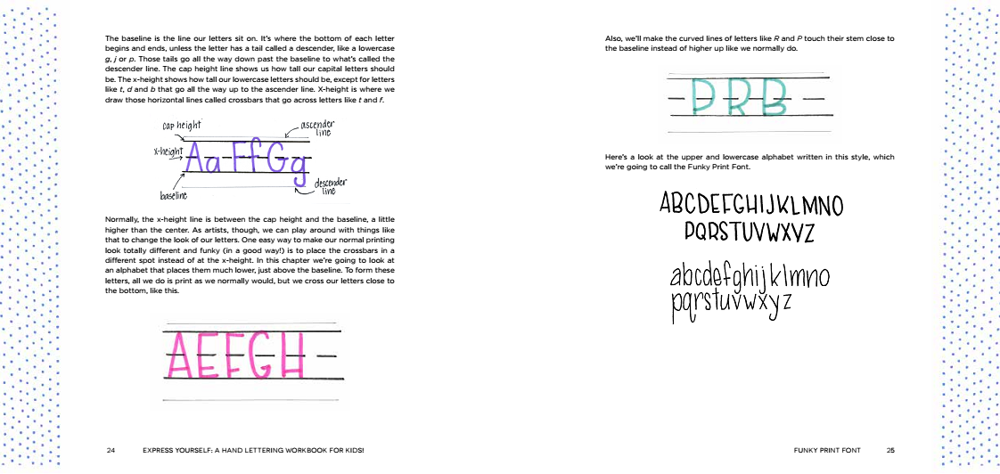 The baseline is the line our letters sit on. It's where the bottom of each letter
begins and ends, unless the letter has a tail called a descender, like a lowercase
g, j or p. Those tails go all the way down past the baseline to what's called the
descender line. The cap height line shows us how tall our capital letters should
be. The x-height shows how tall our lowercase letters should be, except for letters
like t, d and b that go all the way up to the ascender line. X-height is where we
draw those horizontal lines called crossbars that go across letters like t and f.
cap height
ascender
line
x-height
Aa Ff Gg
baseline
descender
line
Normally, the x-height line is between the cap height and the baseline, a little
higher than the center. As artists, though, we can play around with things like
that to change the look of our letters. One easy way to make our normal printing
look totally different and funky (in a good way!) is to place the crossbars in a
different spot instead of at the x-height. In this chapter we're going to look at
an alphabet that places them much lower, just above the baseline. To form these
letters, all we do is print as we normally would, but we cross our letters close to
the bottom, like this.
AEFGH
24 EXPRESS YOURSELF: A HAND LETTERING WORKBOOK FOR KIDS!
Also, we'll make the curved lines of letters like R and P touch their stem close to
the baseline instead of higher up like we normally do.
PRB
Here's a look at the upper and lowercase alphabet written in this style, which
we're going to call the Funky Print Font.
ABCDEFGHIJKLMNO
PQRSTUVWXYZ
abcdefghijklmno
pqrstuvwxyz
FUNKY PRINT FONT 25